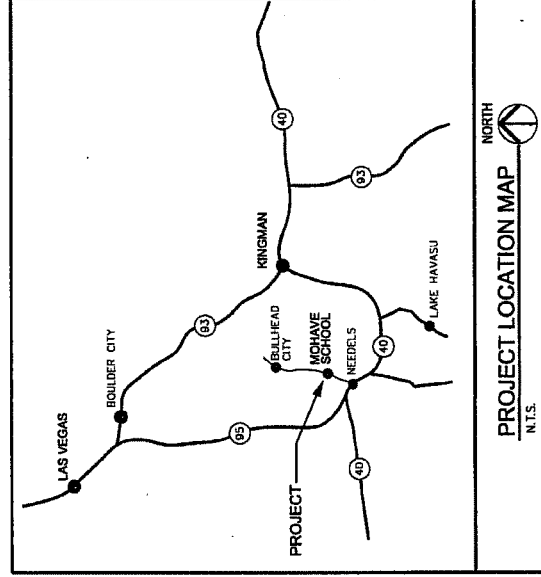 LAS VEGAS
BOULDER CITY
93
95
KINGMAN
40
93
BULLHEAD
CITY
MOHAVE
SCHOOL
NEEDELS
40
40
LAKE HAVASU
PROJECT
PROJECT LOCATION MAP
N.T.S.
NORTH